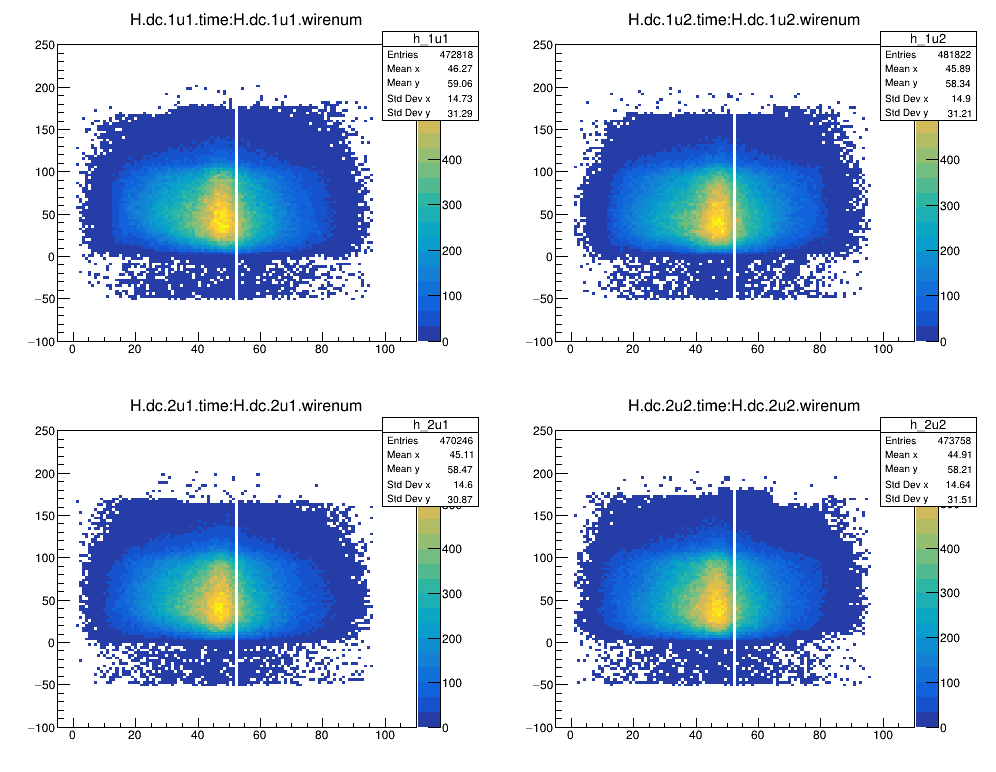 H.dc.1u1.time:H.dc.1u1.wirenum
h_1u1
Entries 472818
Mean x 46.27
Mean y 59.06
Std Dev x 14.73
Std Dev y 31.29
250
200
150
100
50
0
−50
−100
0 20 40 60 80 100
400
300
200
100
0
H.dc.1u2.time:H.dc.1u2.wirenum
h_1u2
Entries 481822
Mean x 45.89
Mean y 58.34
Std Dev x 14.9
Std Dev y 31.21
250
200
150
100
50
0
−50
−100
0 20 40 60 80 100
400
300
200
100
0
H.dc.2u1.time:H.dc.2u1.wirenum
h_2u1
Entries 470246
Mean x 45.11
Mean y 58.47
Std Dev x 14.6
Std Dev y 30.87
250
200
150
100
50
0
−50
−100
0 20 40 60 80 100
400
300
200
100
0
H.dc.2u2.time:H.dc.2u2.wirenum
h_2u2
Entries 473758
Mean x 44.91
Mean y 58.21
Std Dev x 14.64
Std Dev y 31.51
250
200
150
100
50
0
−50
−100
0 20 40 60 80 100
400
300
200
100
0